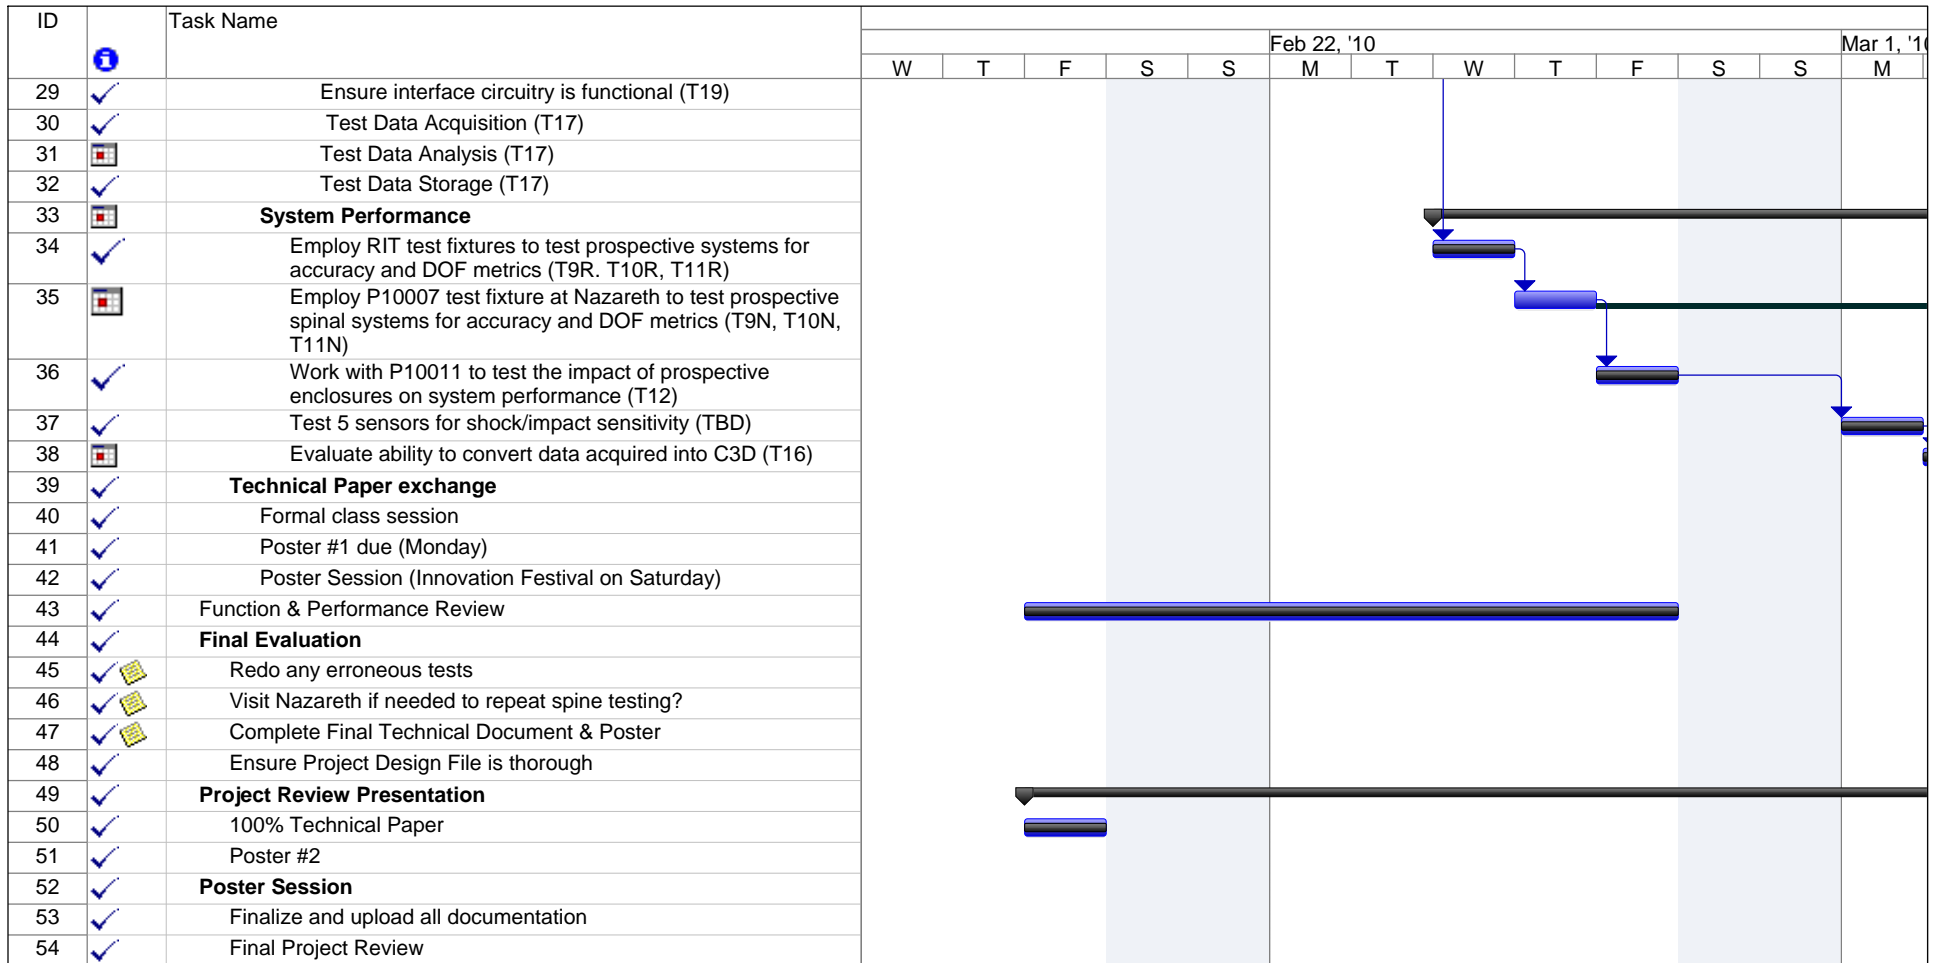 ID Task Name
Feb 22, '10 Mar 1, '10
W T F S S M T W T F S S M
29 Ensure interface circuitry is functional (T19)
30 Test Data Acquisition (T17)
31 Test Data Analysis (T17)
32 Test Data Storage (T17)
33 System Performance
34 Employ RIT test fixtures to test prospective systems for
accuracy and DOF metrics (T9R. T10R, T11R)
35 Employ P10007 test fixture at Nazareth to test prospective
spinal systems for accuracy and DOF metrics (T9N, T10N,
T11N)
36 Work with P10011 to test the impact of prospective
enclosures on system performance (T12)
37 Test 5 sensors for shock/impact sensitivity (TBD)
38 Evaluate ability to convert data acquired into C3D (T16)
39 Technical Paper exchange
40 Formal class session
41 Poster #1 due (Monday)
42 Poster Session (Innovation Festival on Saturday)
43 Function & Performance Review
44 Final Evaluation
45 Redo any erroneous tests
46 Visit Nazareth if needed to repeat spine testing?
47 Complete Final Technical Document & Poster
48 Ensure Project Design File is thorough
49 Project Review Presentation
50 100% Technical Paper
51 Poster #2
52 Poster Session
53 Finalize and upload all documentation
54 Final Project Review